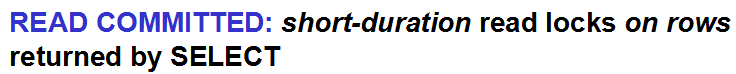 READ COMMITTED: short-duration read locks on rows
returned by SELECT